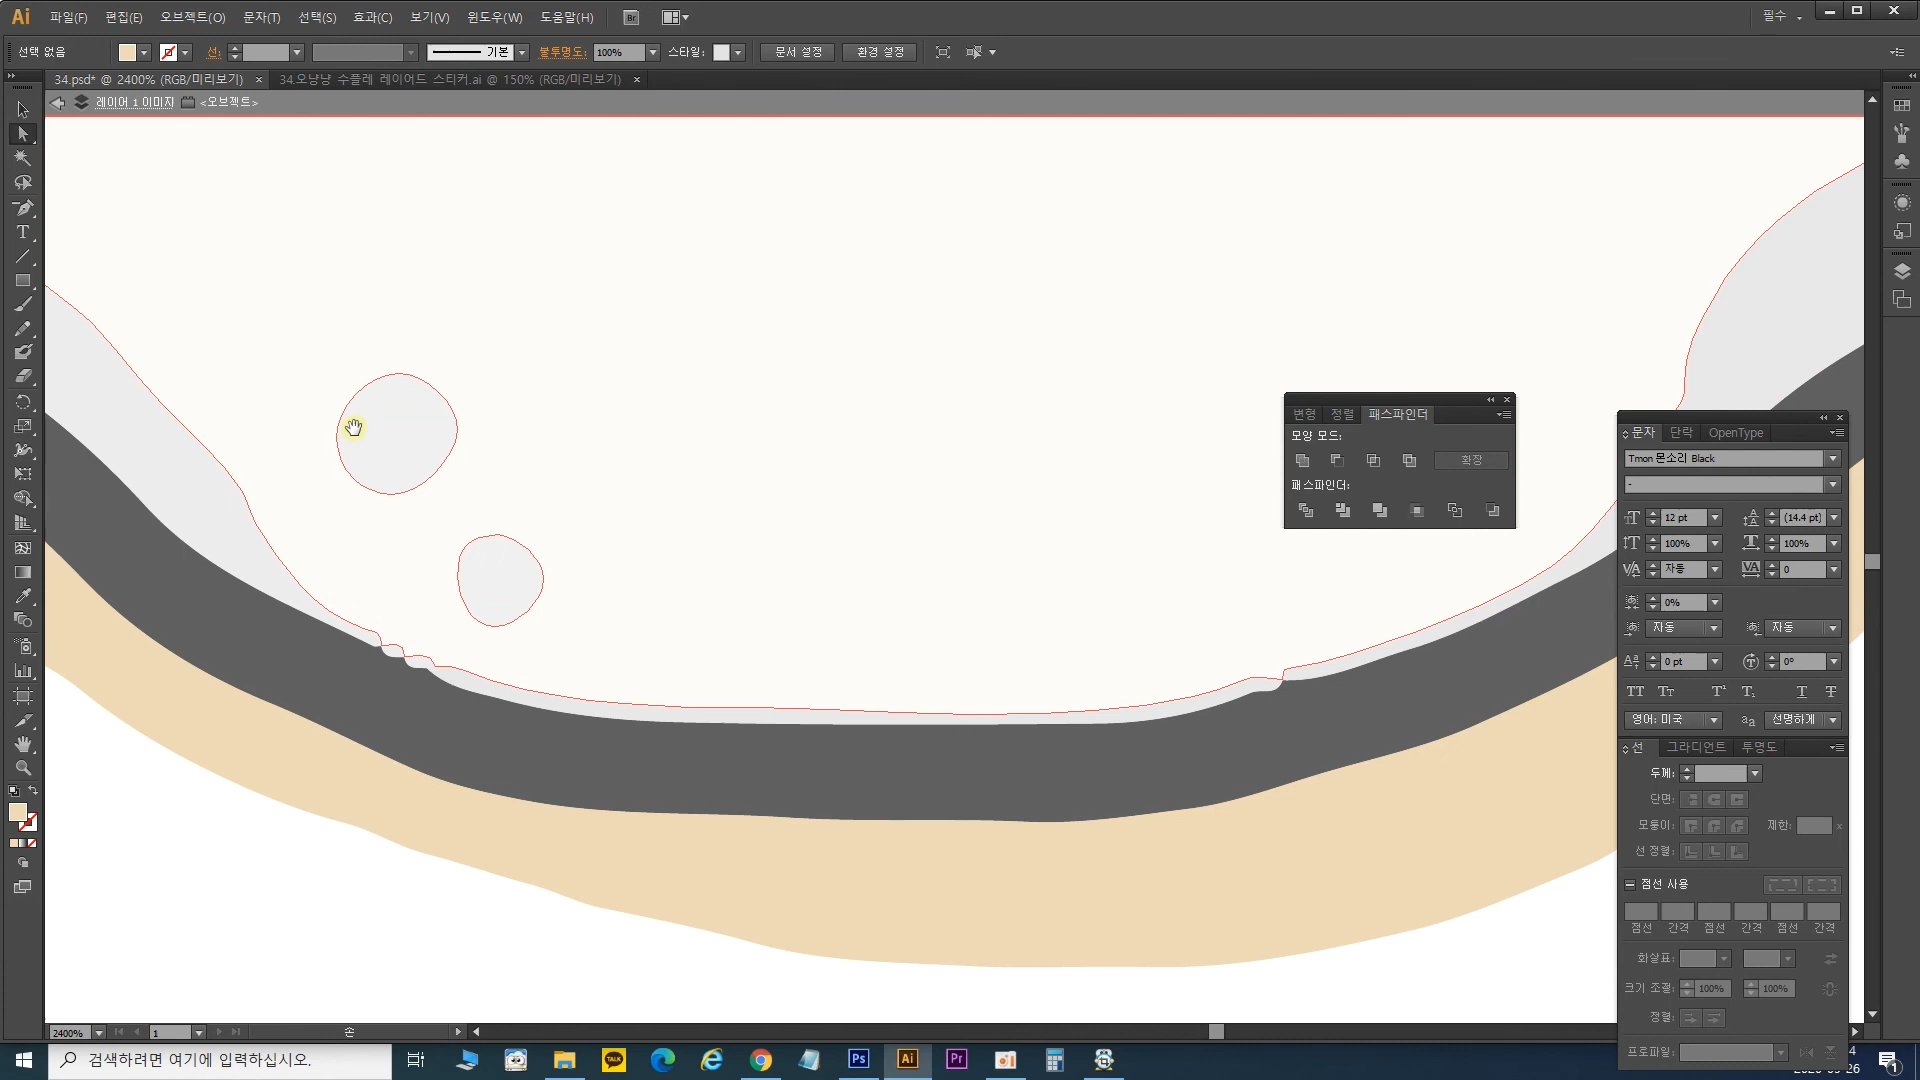 Ai 파일(F) 편집(E) 오브젝트(O) 문자(T) 선택(S) 효과(C) 보기(V) 윈도우(W) 도움말(H) Br 필수
선택 없음 선: 기본 불투명도: 100% 스타일: 문서 설정 환경 설정
34.psd* @ 2400% (RGB/미리보기) × 34.오냥냥 수플레 레이어드 스티커.ai @ 150% (RGB/미리보기) ×
레이어 1 이미지 <오브젝트>
변형 정렬 패스파인더
모양 모드:
확장
패스파인더:
문자 단락 OpenType
Tmon 몬소리 Black
-
12 pt (14.4 pt)
100% 100%
자동 0
0%
자동 자동
0 pt 0°
영어: 미국 선명하게
선 그라디언트 투명도
두께:
단면:
모퉁이: 제한: x
선 정렬:
점선 사용
점선 간격 점선 간격 점선 간격
화살표:
크기 조절: 100% 100%
정렬:
프로파일:
2400% 1 손
검색하려면 여기에 입력하십시오.
TALK Ps Ai Pr
1